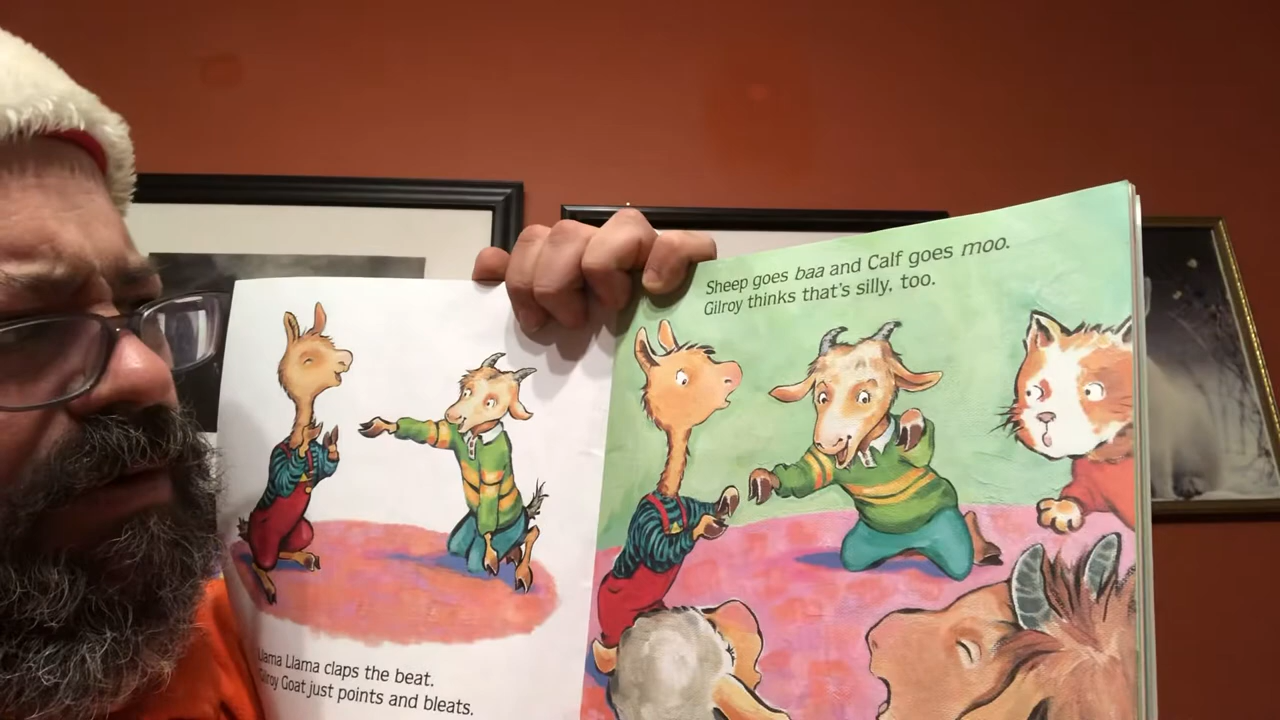 Llama Llama claps the beat.
Gilroy Goat just points and bleats.
Sheep goes baa and Calf goes moo.
Gilroy thinks that's silly, too.